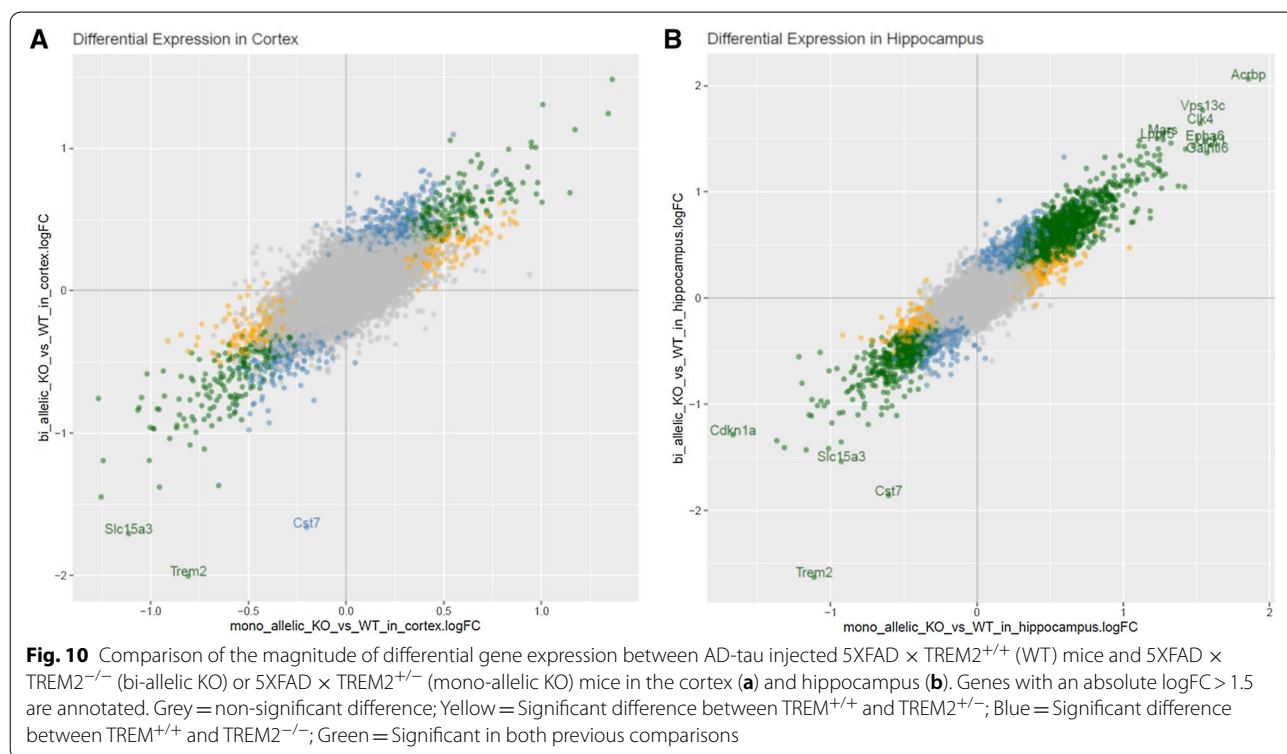 A
Differential Expression in Cortex
bi_allelic_KO_vs_WT_in_cortex.logFC
1
0
−1
−2
Slc15a3
Cst7
Trem2
−1.0
−0.5
0.0
0.5
1.0
mono_allelic_KO_vs_WT_in_cortex.logFC
B
Differential Expression in Hippocampus
bi_allelic_KO_vs_WT_in_hippocampus.logFC
2
1
0
−1
−2
Acrbp
Vps13c
Clk4
Mars
Epha6
Galntl6
Cdkn1a
Slc15a3
Cst7
Trem2
−1
0
1
2
mono_allelic_KO_vs_WT_in_hippocampus.logFC
Fig. 10 Comparison of the magnitude of differential gene expression between AD-tau injected 5XFAD × TREM2+/+ (WT) mice and 5XFAD ×
TREM2−/− (bi-allelic KO) or 5XFAD × TREM2+/− (mono-allelic KO) mice in the cortex (a) and hippocampus (b). Genes with an absolute logFC > 1.5
are annotated. Grey = non-significant difference; Yellow = Significant difference between TREM+/+ and TREM2+/−; Blue = Significant difference
between TREM+/+ and TREM2−/−; Green = Significant in both previous comparisons